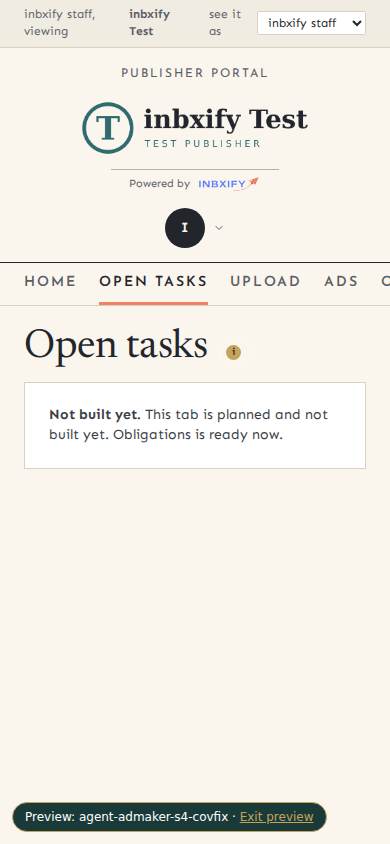 inbxify staff, viewing
inbxify Test
see it as
inbxify staff
PUBLISHER PORTAL
T
inbxify Test
TEST PUBLISHER
Powered by INBXIFY
I
HOME OPEN TASKS UPLOAD ADS
Open tasks i
Not built yet. This tab is planned and not
built yet. Obligations is ready now.
Preview: agent-admaker-s4-covfix · Exit preview